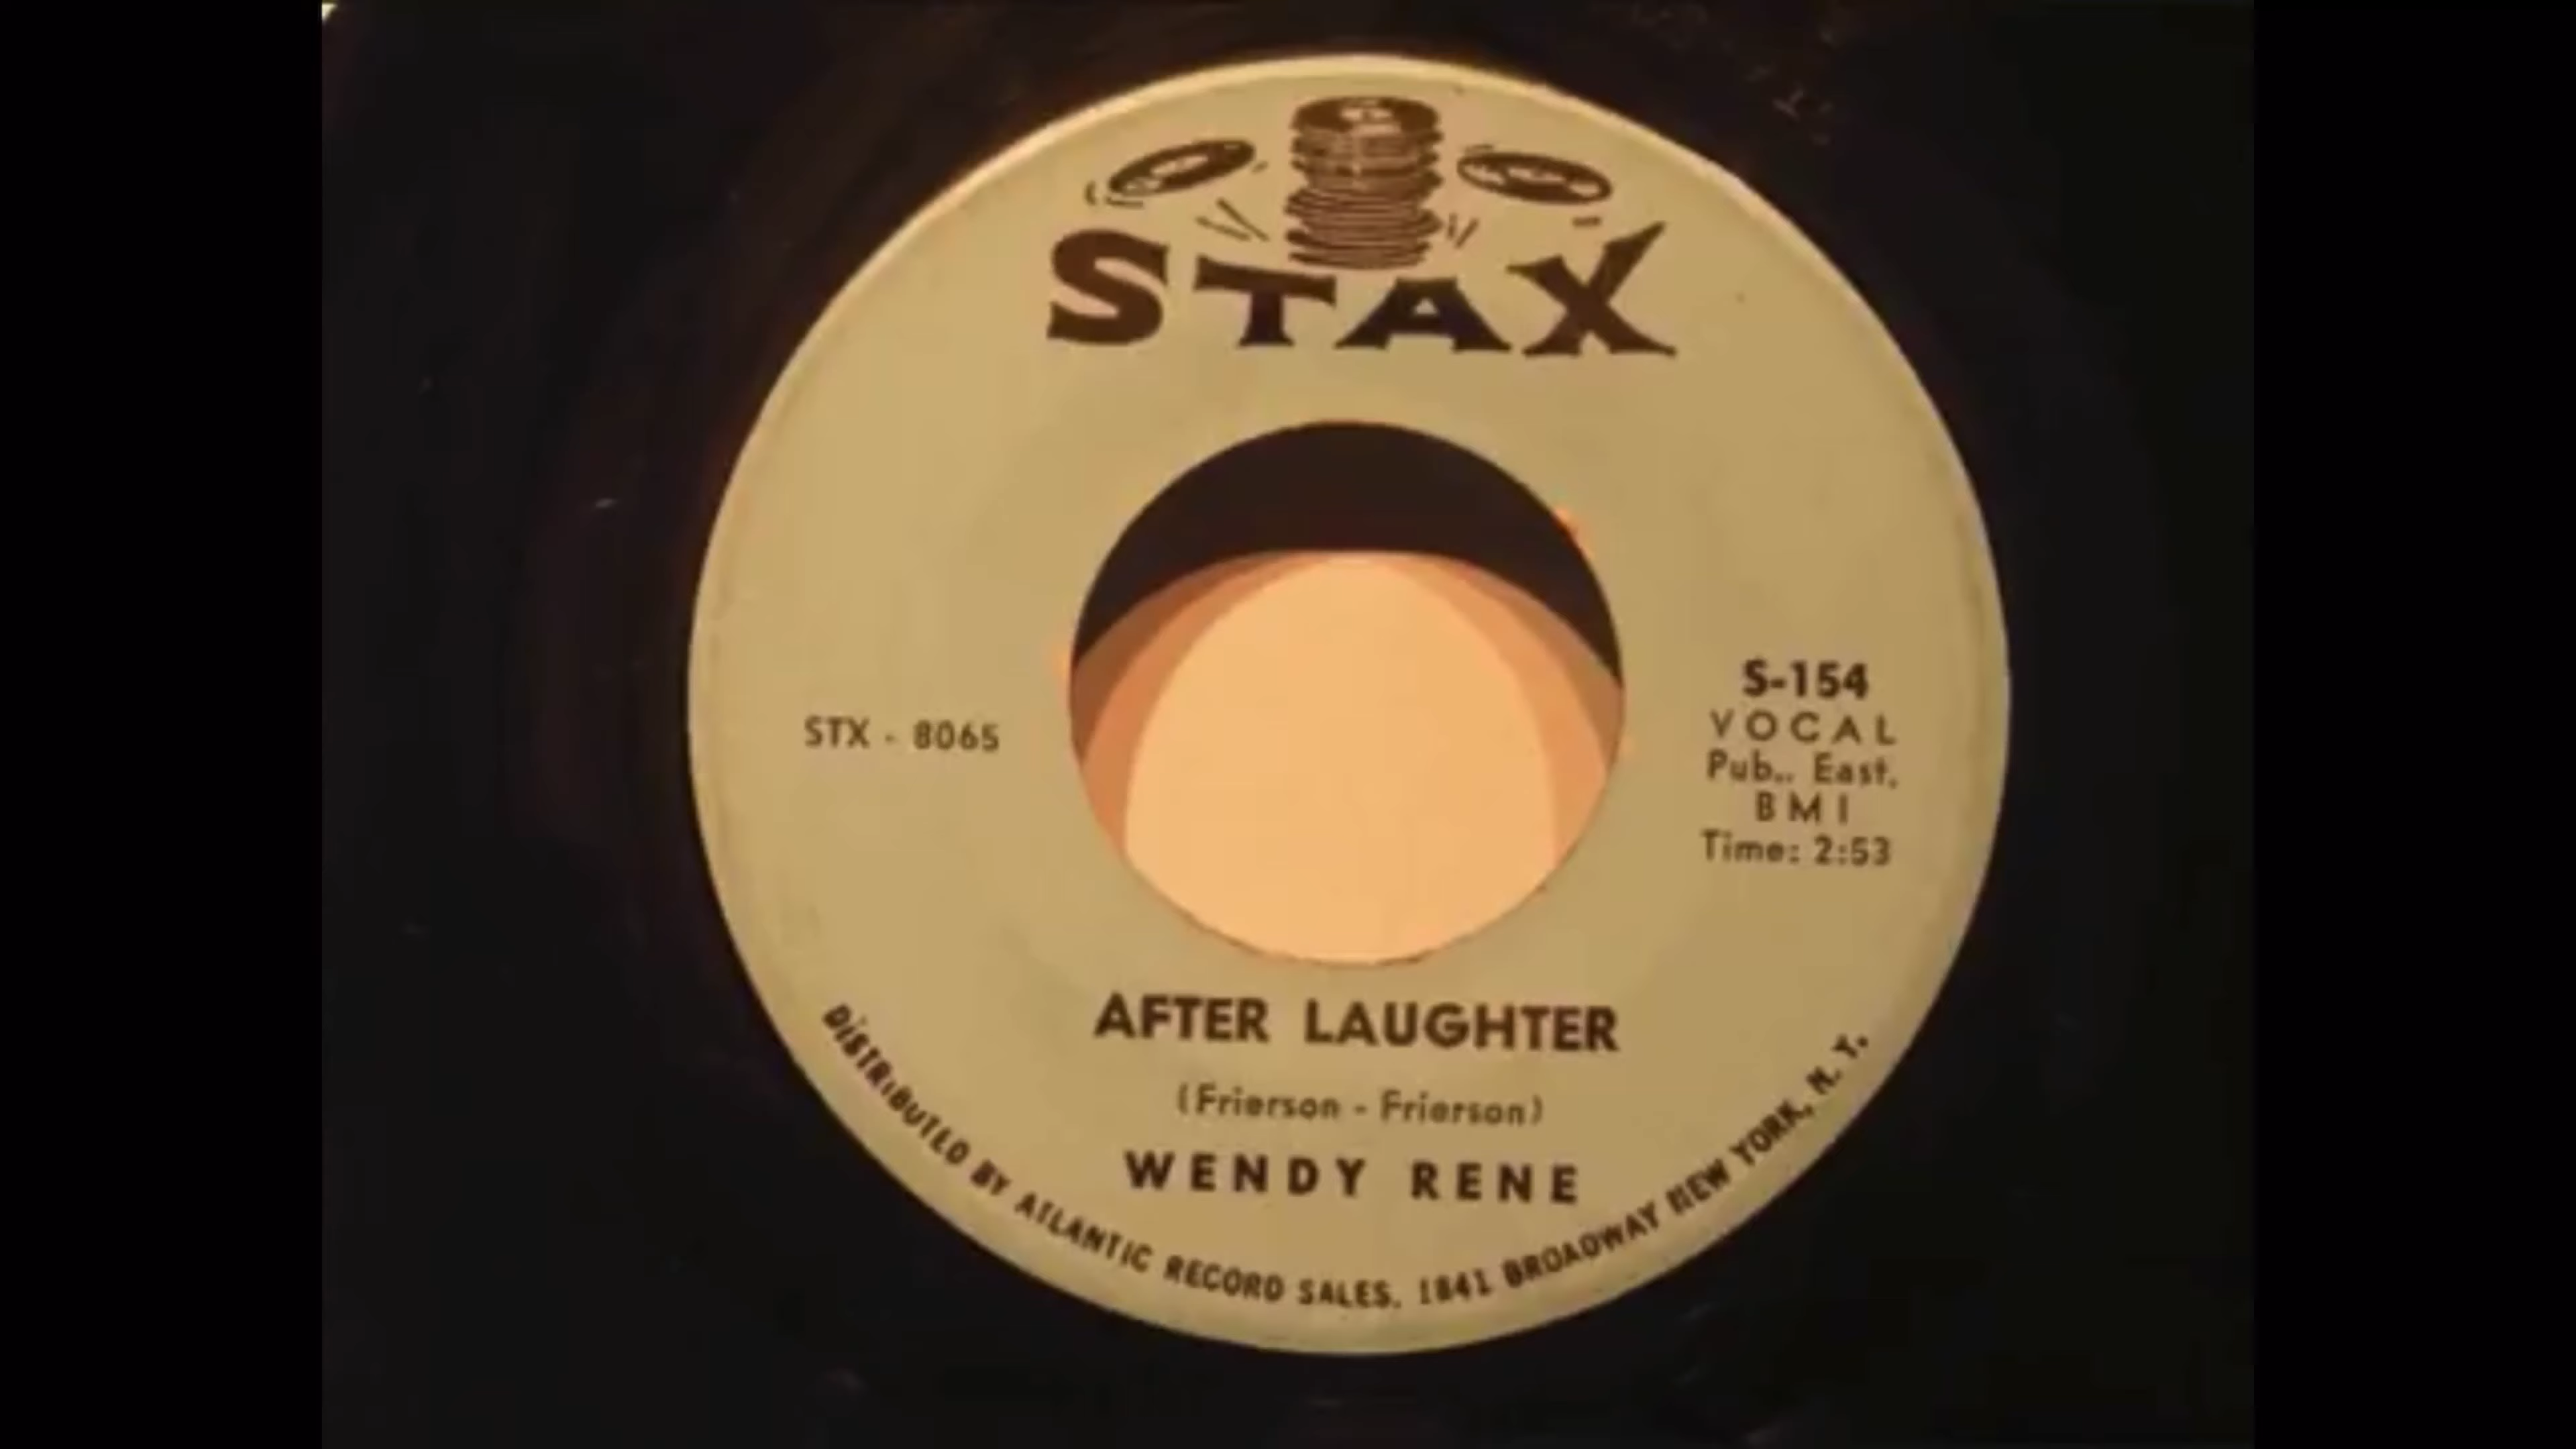 STAX
STX - 8065
S-154
VOCAL
Pub.. East.
BMI
Time: 2:53
AFTER LAUGHTER
(Frierson - Frierson)
WENDY RENE
DISTRIBUTED BY ATLANTIC RECORD SALES. 1841 BROADWAY NEW YORK, N. Y.